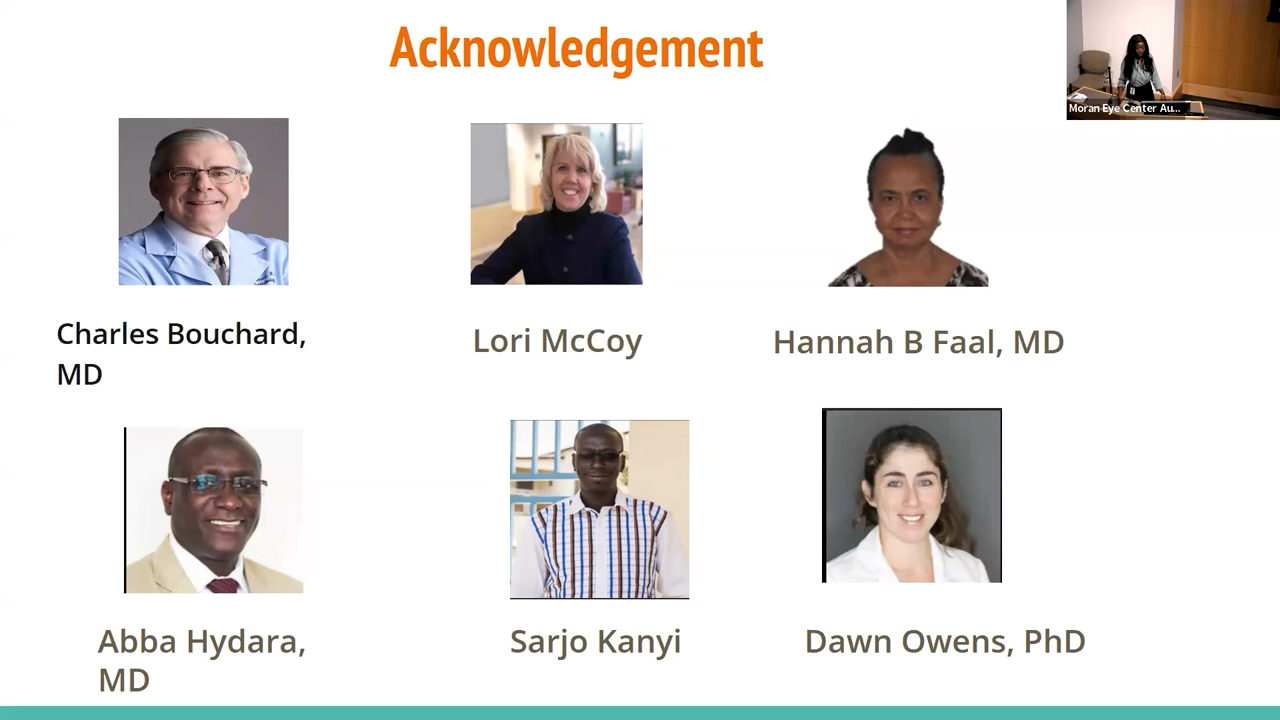 Acknowledgement
Moran Eye Center Au...
Charles Bouchard,
MD
Lori McCoy
Hannah B Faal, MD
Abba Hydara,
MD
Sarjo Kanyi
Dawn Owens, PhD